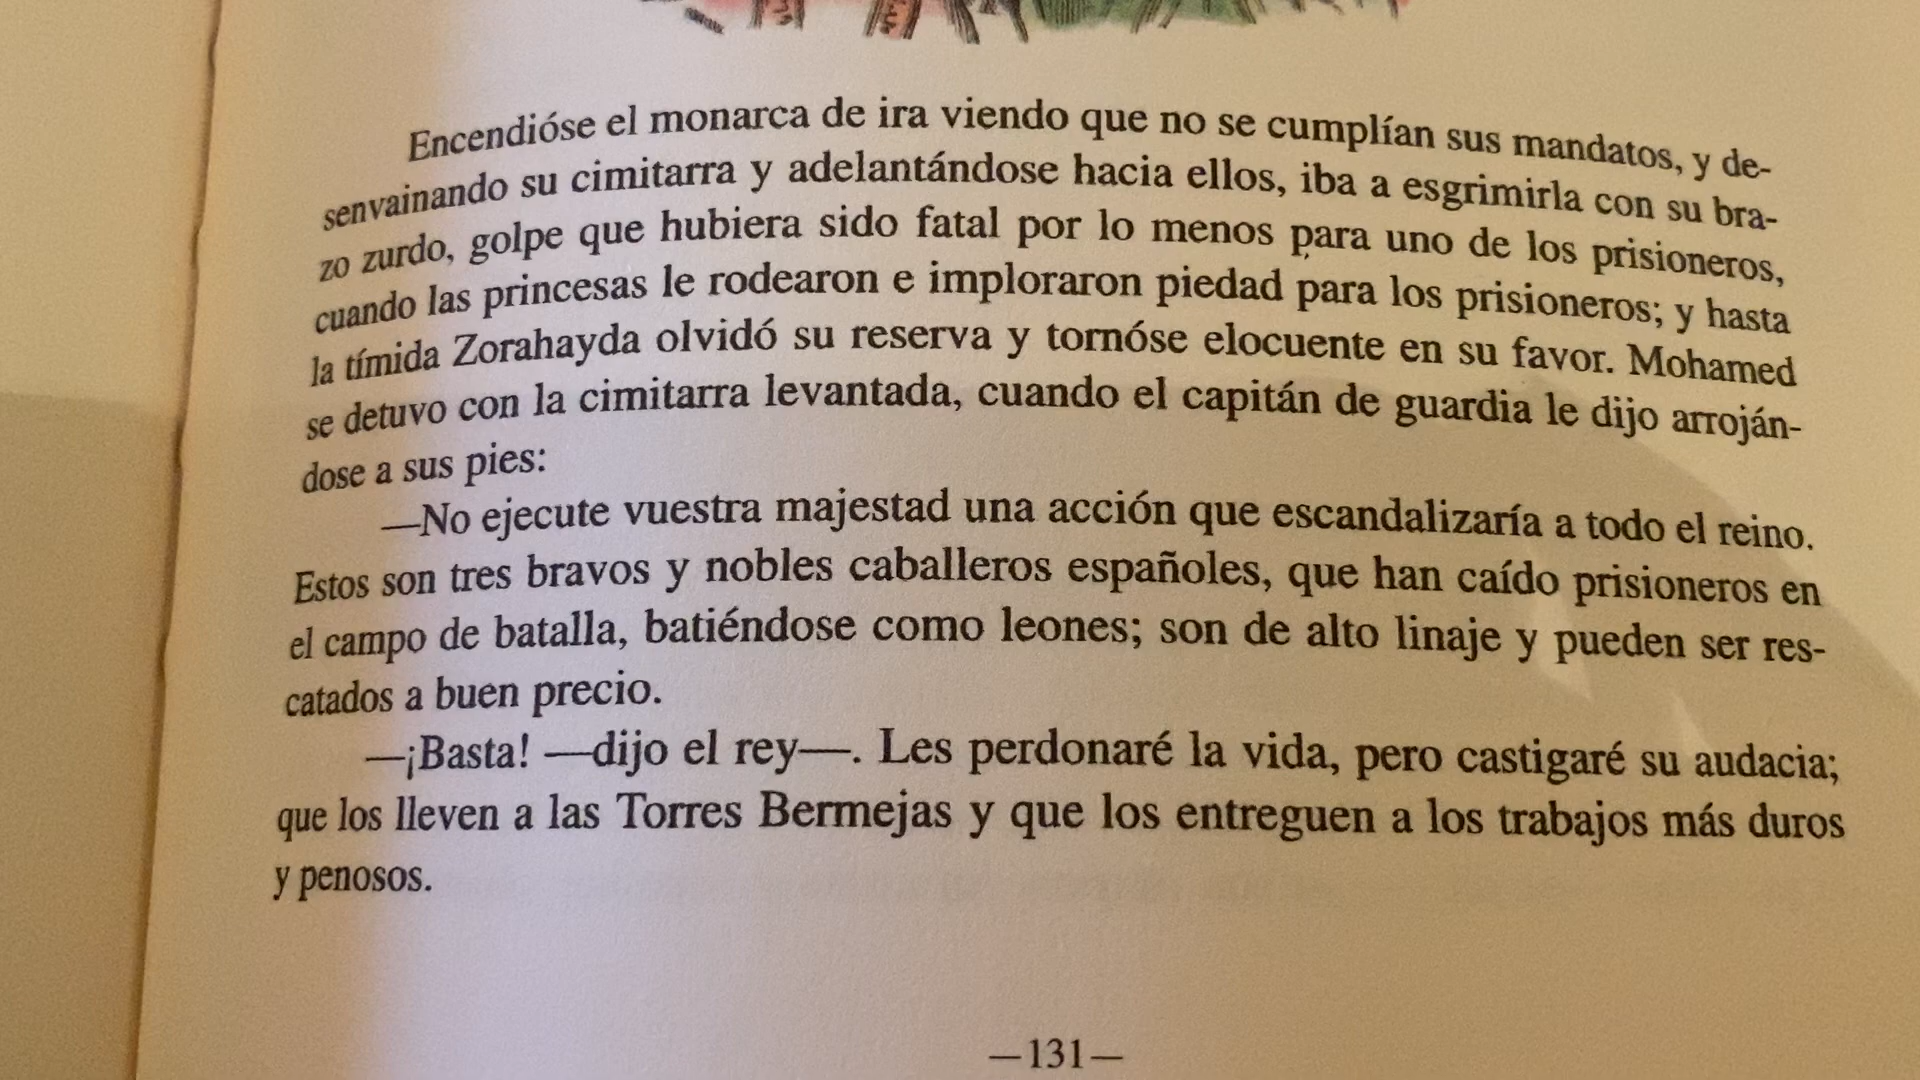 Encendióse el monarca de ira viendo que no se cumplían sus mandatos, y de-
senvainando su cimitarra y adelantándose hacia ellos, iba a esgrimirla con su bra-
zo zurdo, golpe que hubiera sido fatal por lo menos para uno de los prisioneros,
cuando las princesas le rodearon e imploraron piedad para los prisioneros; y hasta
la tímida Zorahayda olvidó su reserva y tornóse elocuente en su favor. Mohamed
se detuvo con la cimitarra levantada, cuando el capitán de guardia le dijo arroján-
dose a sus pies:
—No ejecute vuestra majestad una acción que escandalizaría a todo el reino.
Estos son tres bravos y nobles caballeros españoles, que han caído prisioneros en
el campo de batalla, batiéndose como leones; son de alto linaje y pueden ser res-
catados a buen precio.
—¡Basta! —dijo el rey—. Les perdonaré la vida, pero castigaré su audacia;
que los lleven a las Torres Bermejas y que los entreguen a los trabajos más duros
y penosos.
—131—